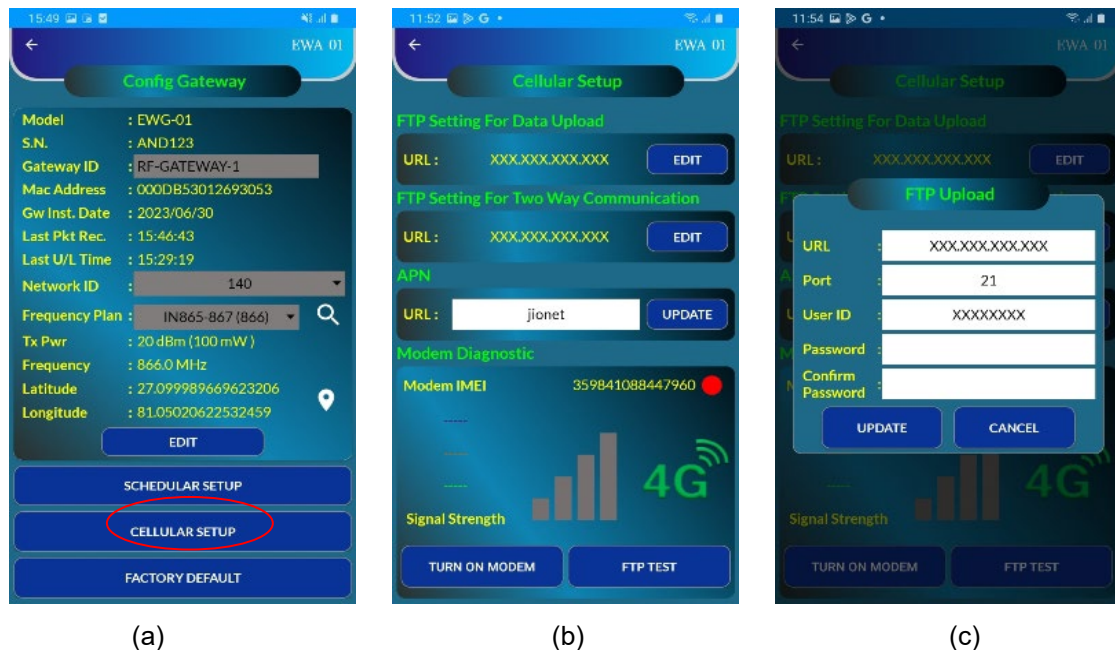 15:49
EWA 01
Config Gateway
Model : EWG-01
S.N. : AND123
Gateway ID : RF-GATEWAY-1
Mac Address : 000DB53012693053
Gw Inst. Date : 2023/06/30
Last Pkt Rec. : 15:46:43
Last U/L Time : 15:29:19
Network ID : 140
Frequency Plan : IN865-867 (866)
Tx Pwr : 20 dBm (100 mW )
Frequency : 866.0 MHz
Latitude : 27.099989669623206
Longitude : 81.05020622532459
EDIT
SCHEDULAR SETUP
CELLULAR SETUP
FACTORY DEFAULT
(a)
11:52 G •
EWA 01
Cellular Setup
FTP Setting For Data Upload
URL : XXX.XXX.XXX.XXX EDIT
FTP Setting For Two Way Communication
URL : XXX.XXX.XXX.XXX EDIT
APN
URL : jionet UPDATE
Modem Diagnostic
Modem IMEI 359841088447960
-----
----
----
4G
Signal Strength
TURN ON MODEM FTP TEST
(b)
11:54 G •
EWA 01
Cellular Setup
FTP Setting For Data Upload
URL : XXX.XXX.XXX.XXX EDIT
FTP Upload
URL : XXX.XXX.XXX.XXX
Port : 21
User ID : XXXXXXXX
Password :
Confirm
Password :
UPDATE CANCEL
----
4G
Signal Strength
TURN ON MODEM FTP TEST
(c)